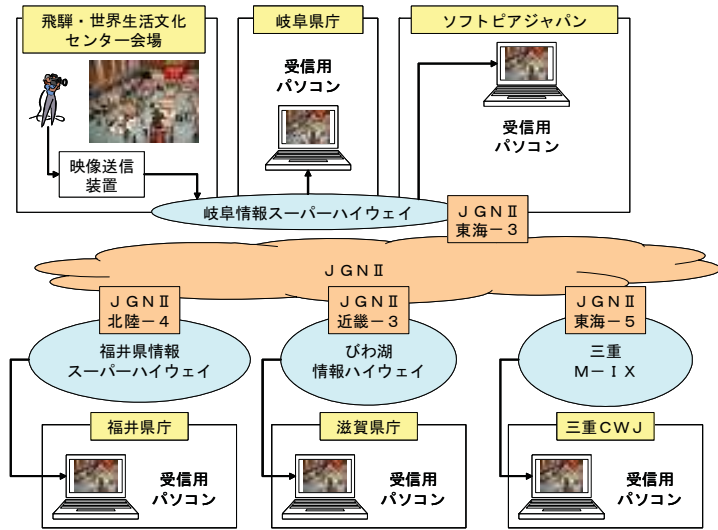 飛騨・世界生活文化
センター会場
岐阜県庁
ソフトピアジャパン
受信用
パソコン
受信用
パソコン
映像送信
装置
岐阜情報スーパーハイウェイ
ＪＧＮⅡ
東海－３
ＪＧＮⅡ
ＪＧＮⅡ
北陸－４
ＪＧＮⅡ
近畿－３
ＪＧＮⅡ
東海－５
福井県情報
スーパーハイウェイ
びわ湖
情報ハイウェイ
三重
Ｍ－ＩＸ
福井県庁
滋賀県庁
三重ＣＷＪ
受信用
パソコン
受信用
パソコン
受信用
パソコン